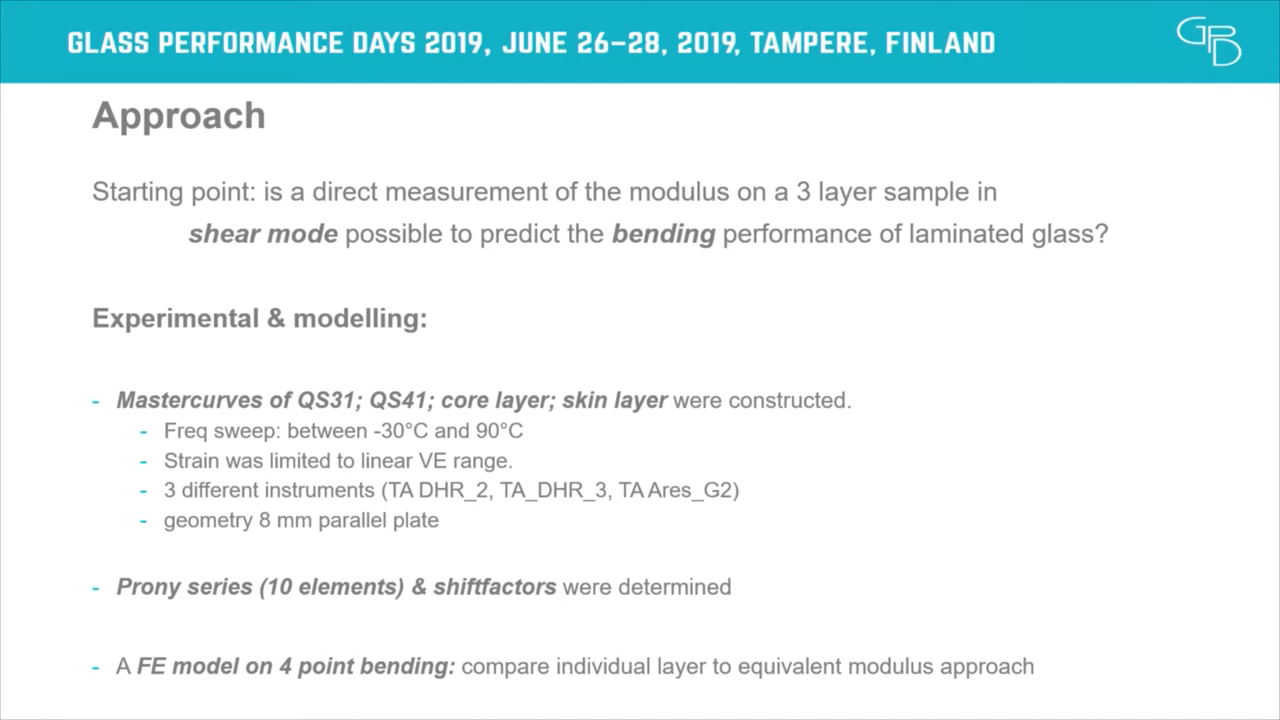 GLASS PERFORMANCE DAYS 2019, JUNE 26–28, 2019, TAMPERE, FINLAND
GPD
Approach
Starting point: is a direct measurement of the modulus on a 3 layer sample in
shear mode possible to predict the bending performance of laminated glass?
Experimental & modelling:
- Mastercurves of QS31; QS41; core layer; skin layer were constructed.
- Freq sweep: between -30°C and 90°C
- Strain was limited to linear VE range.
- 3 different instruments (TA DHR_2, TA_DHR_3, TA Ares_G2)
- geometry 8 mm parallel plate
- Prony series (10 elements) & shiftfactors were determined
- A FE model on 4 point bending: compare individual layer to equivalent modulus approach